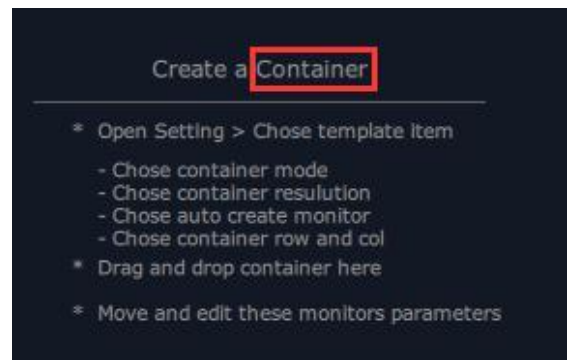 Create a Container
* Open Setting > Chose template item
- Chose container mode
- Chose container resulution
- Chose auto create monitor
- Chose container row and col
* Drag and drop container here
* Move and edit these monitors parameters